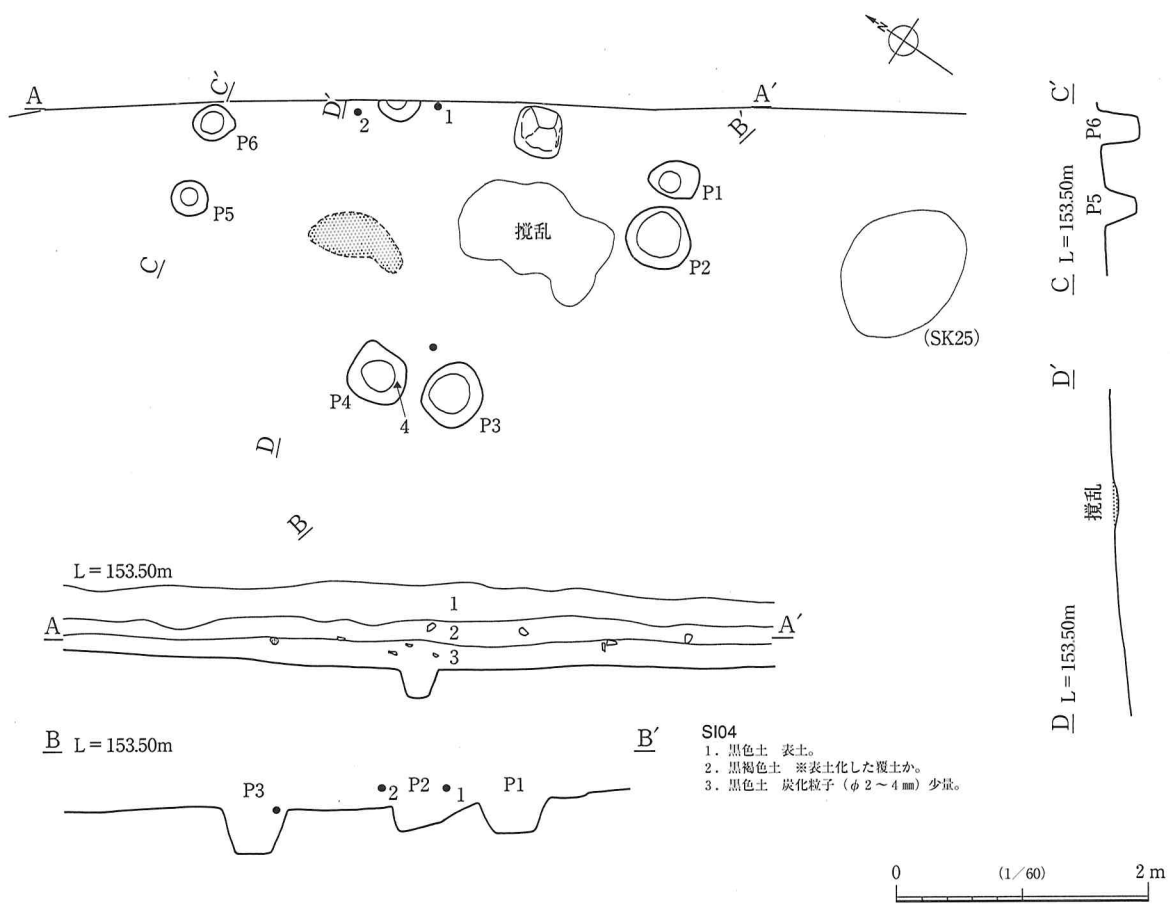 N
A
C'
D'
2
1
A'
B'
P6
P1
P5
撹乱
P2
C
(SK25)
P4
4
P3
D
B
C'
P6
P5
L=153.50m
C
D'
撹乱
L=153.50m
D
L=153.50m
1
A
2
A'
3
B L=153.50m
B'
P3
2
P2
1
P1
SI04
1．黒色土 表土。
2．黒褐色土 ※表土化した覆土か。
3．黒色土 炭化粒子（φ2～4㎜）少量。
0
(1/60)
2 m